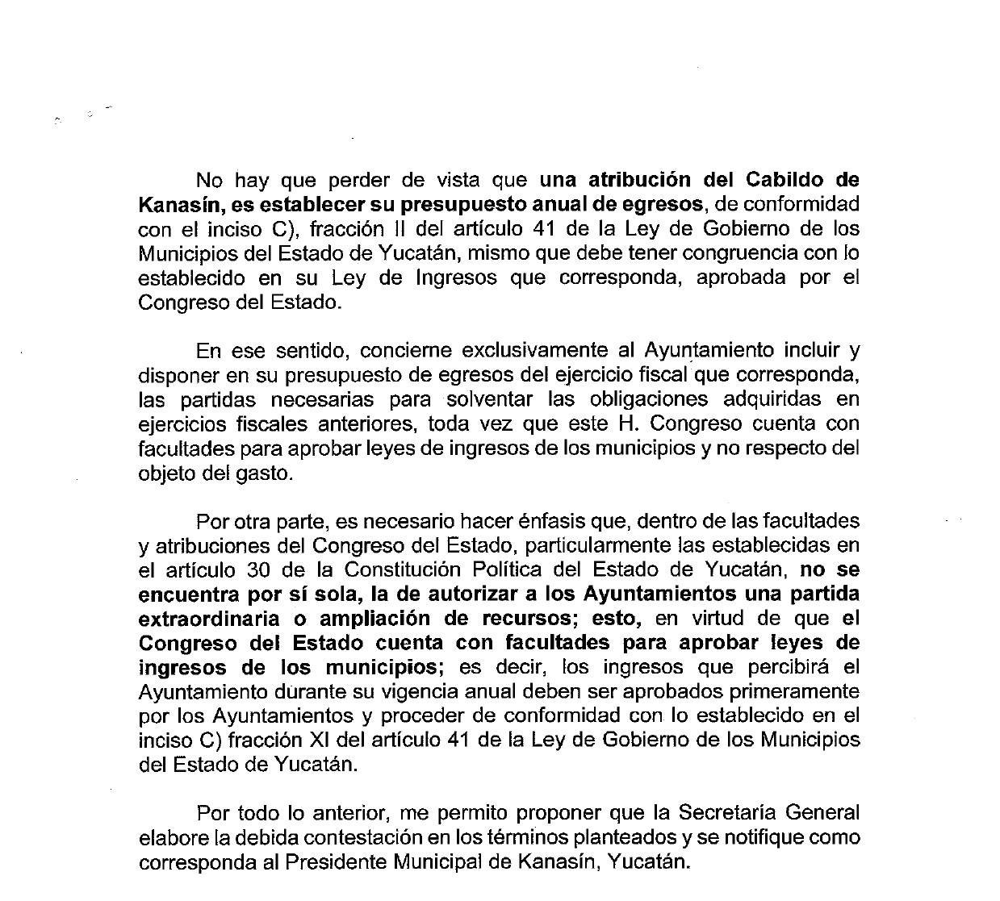 No hay que perder de vista que una atribución del Cabildo de
Kanasín, es establecer su presupuesto anual de egresos, de conformidad
con el inciso C), fracción II del artículo 41 de la Ley de Gobierno de los
Municipios del Estado de Yucatán, mismo que debe tener congruencia con lo
establecido en su Ley de Ingresos que corresponda, aprobada por el
Congreso del Estado.
En ese sentido, concierne exclusivamente al Ayuntamiento incluir y
disponer en su presupuesto de egresos del ejercicio fiscal que corresponda,
las partidas necesarias para solventar las obligaciones adquiridas en
ejercicios fiscales anteriores, toda vez que este H. Congreso cuenta con
facultades para aprobar leyes de ingresos de los municipios y no respecto del
objeto del gasto.
Por otra parte, es necesario hacer énfasis que, dentro de las facultades
y atribuciones del Congreso del Estado, particularmente las establecidas en
el artículo 30 de la Constitución Política del Estado de Yucatán, no se
encuentra por sí sola, la de autorizar a los Ayuntamientos una partida
extraordinaria o ampliación de recursos; esto, en virtud de que el
Congreso del Estado cuenta con facultades para aprobar leyes de
ingresos de los municipios; es decir, los ingresos que percibirá el
Ayuntamiento durante su vigencia anual deben ser aprobados primeramente
por los Ayuntamientos y proceder de conformidad con lo establecido en el
inciso C) fracción XI del artículo 41 de la Ley de Gobierno de los Municipios
del Estado de Yucatán.
Por todo lo anterior, me permito proponer que la Secretaría General
elabore la debida contestación en los términos planteados y se notifique como
corresponda al Presidente Municipal de Kanasín, Yucatán.